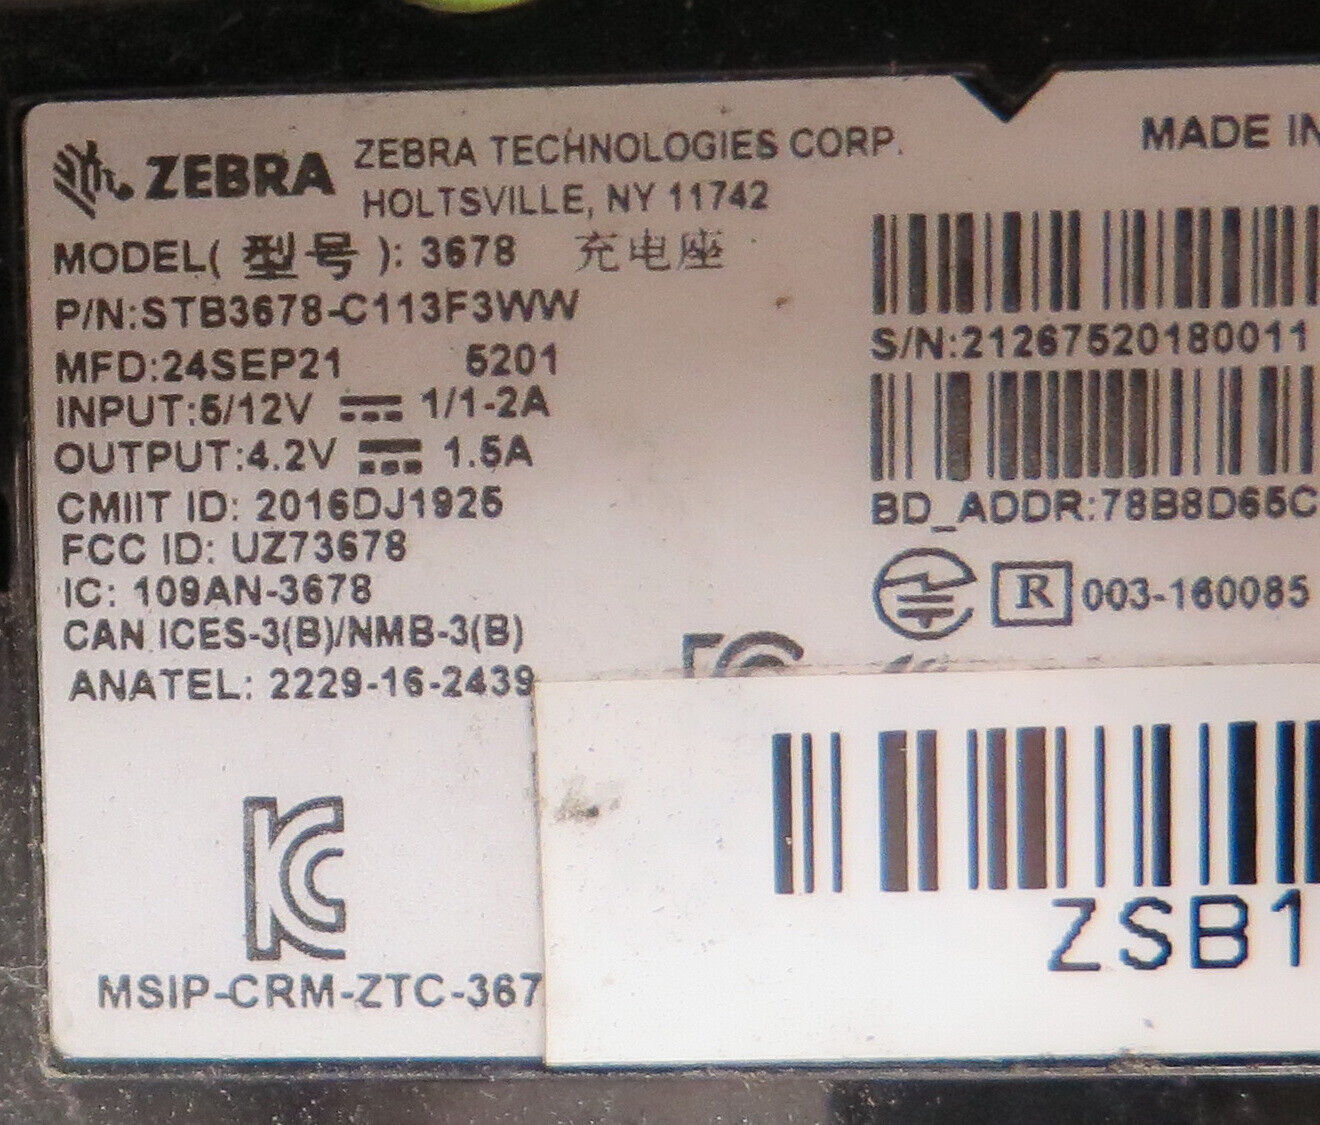 ZEBRA
ZEBRA TECHNOLOGIES CORP.
HOLTSVILLE, NY 11742
MADE IN
MODEL( 型号 ): 3678 充电座
P/N:STB3678-C113F3WW
S/N:21267520180011
MFD:24SEP21 5201
INPUT:5/12V ⎓ 1/1-2A
OUTPUT:4.2V ⎓ 1.5A
CMIIT ID: 2016DJ1925
BD_ADDR:78B8D65C
FCC ID: UZ73678
IC: 109AN-3678
R 003-160085
CAN ICES-3(B)/NMB-3(B)
ANATEL: 2229-16-2439
MSIP-CRM-ZTC-367
ZSB1